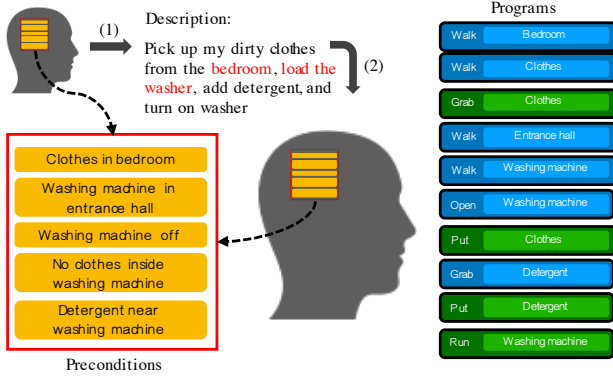 (1)
Description:
Pick up my dirty clothes
from the bedroom, load the
washer, add detergent, and
turn on washer
(2)
Clothes in bedroom
Washing machine in
entrance hall
Washing machine off
No clothes inside
washing machine
Detergent near
washing machine
Preconditions
Programs
Walk Bedroom
Walk Clothes
Grab Clothes
Walk Entrance hall
Walk Washing machine
Open Washing machine
Put Clothes
Grab Detergent
Put Detergent
Run Washing machine